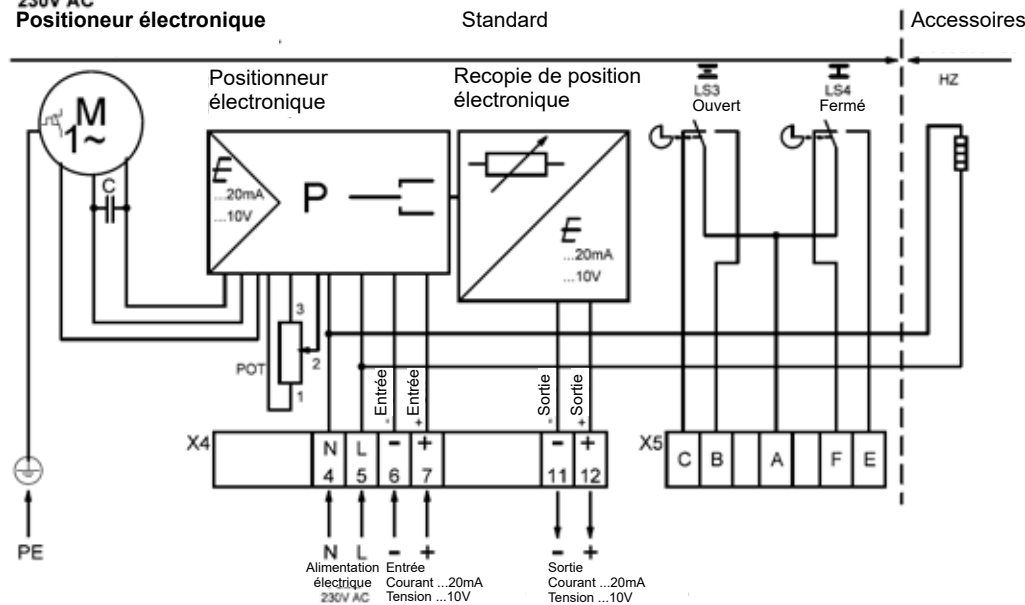 230V AC
Positioneur électronique
Standard
Accessoires
Positionneur
électronique
Recopie de position
électronique
LS3
Ouvert
LS4
Fermé
HZ
M
1~
C
E
...20mA
...10V
P
E
...20mA
...10V
3
POT
2
1
- Entrée
+ Entrée
- Sortie
+ Sortie
X4
N
L
-
+
-
+
4
5
6
7
11
12
X5
C
B
A
F
E
PE
N
L
-
+
-
+
Alimentation
électrique
230V AC
Entrée
Courant ...20mA
Tension ...10V
Sortie
Courant ...20mA
Tension ...10V